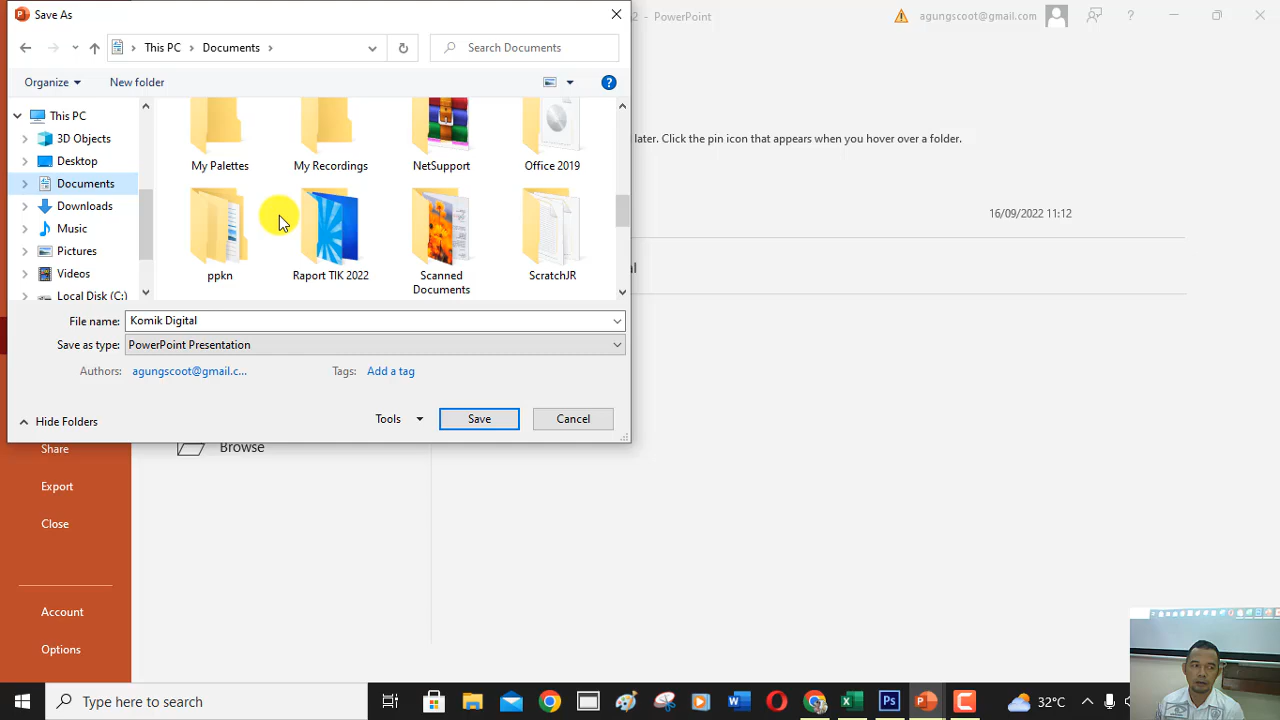 Save As
2 - PowerPoint
agungscoot@gmail.com
?
This PC > Documents >
Search Documents
Organize
New folder
?
This PC
3D Objects
Desktop
Documents
Downloads
Music
Pictures
Videos
Local Disk (C:)
My Palettes
My Recordings
NetSupport
Office 2019
ppkn
Raport TIK 2022
Scanned
Documents
ScratchJR
later. Click the pin icon that appears when you hover over a folder.
16/09/2022 11:12
al
File name: Komik Digital
Save as type: PowerPoint Presentation
Authors: agungscoot@gmail.c...
Tags: Add a tag
Hide Folders
Tools
Save
Cancel
Browse
Share
Export
Close
Account
Options
Type here to search
32°C